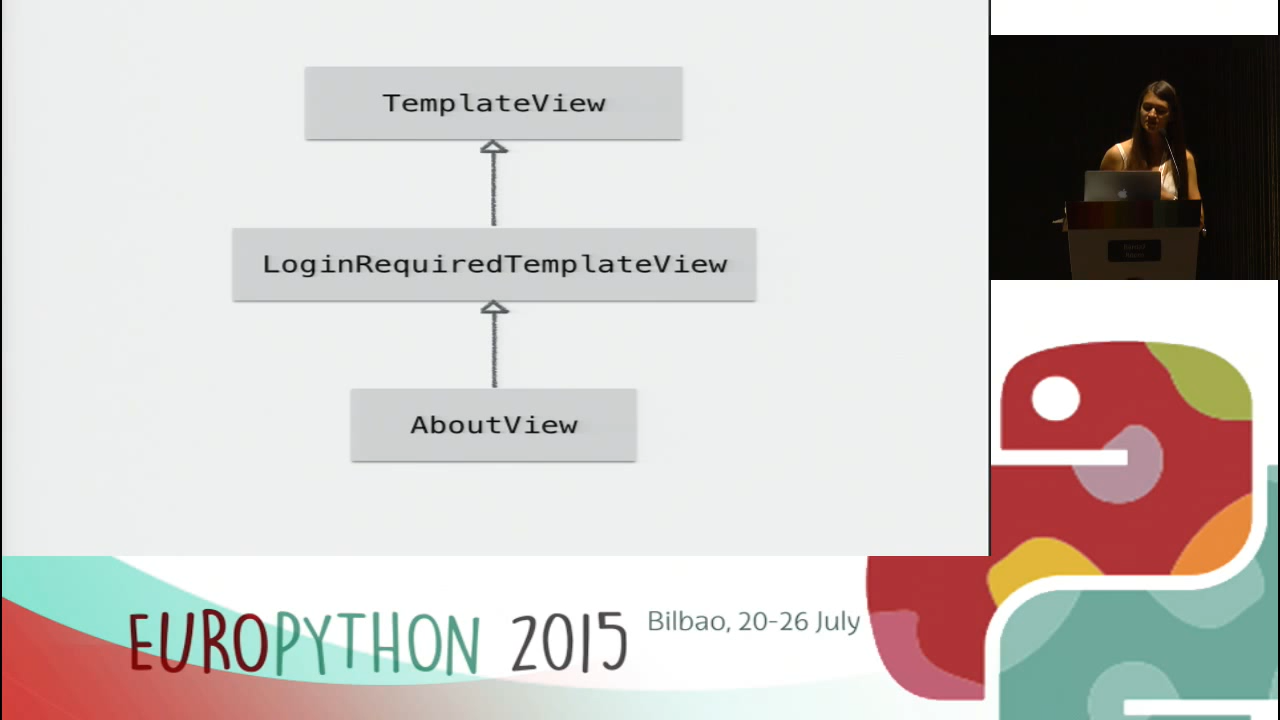 TemplateView
LoginRequiredTemplateView
AboutView
EUROPYTHON 2015
Bilbao, 20-26 July